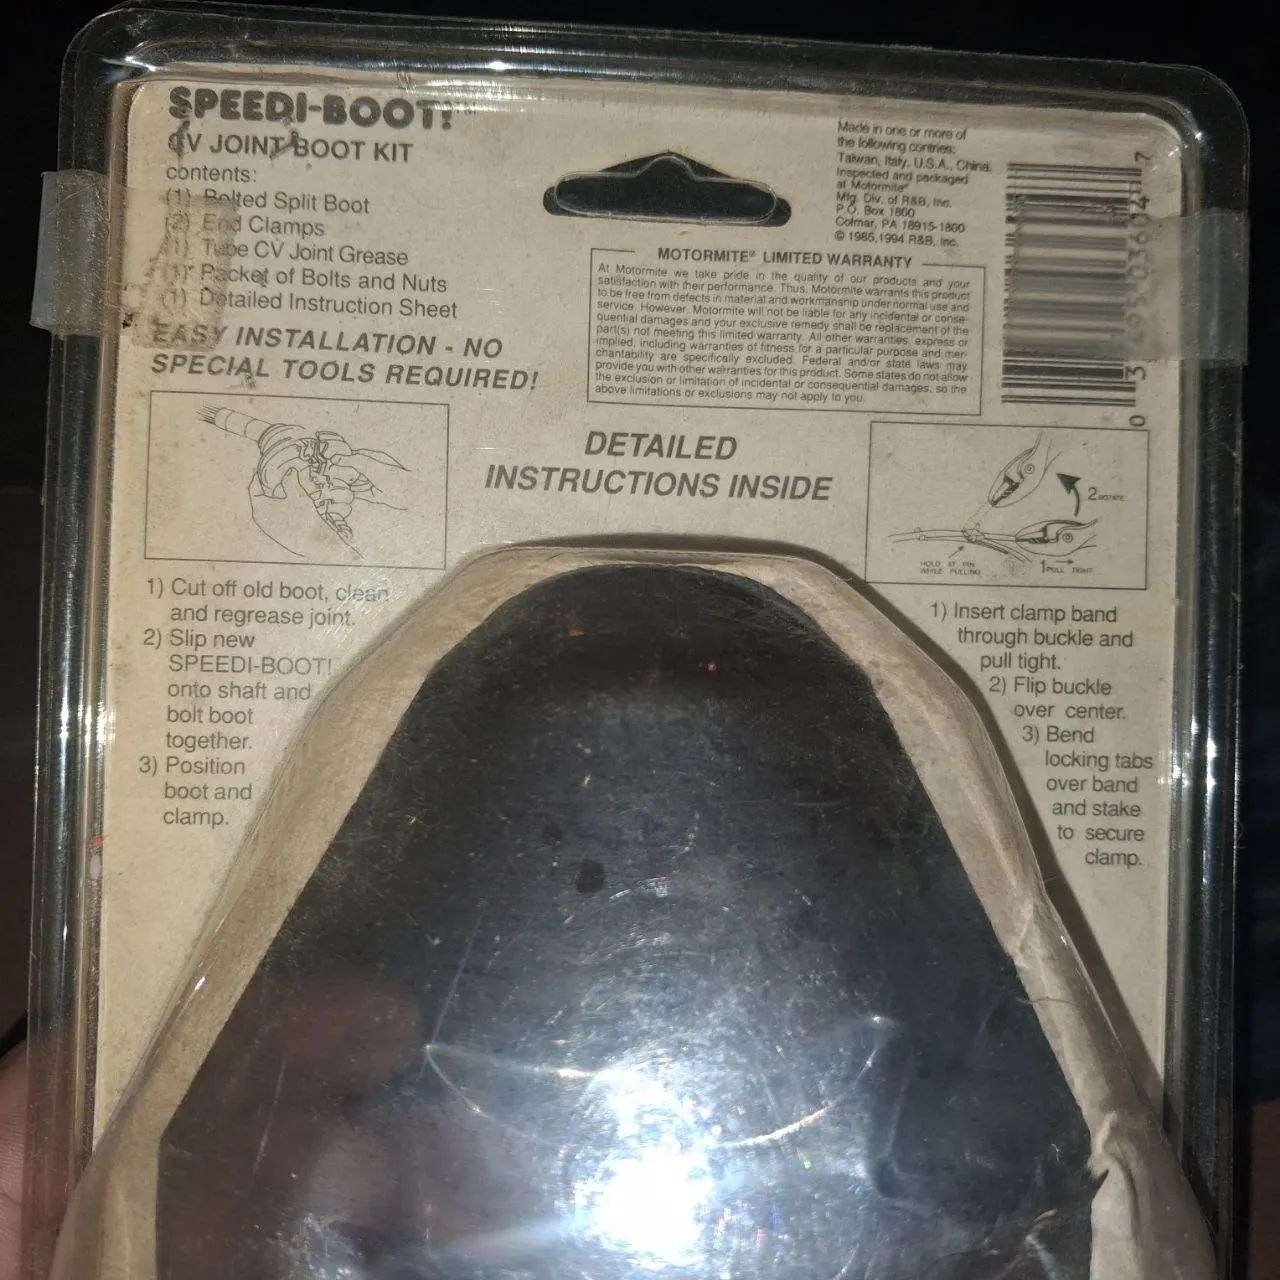 SPEEDI-BOOT!™
CV JOINT BOOT KIT
contents:
(1) Bolted Split Boot
(2) End Clamps
(1) Tube CV Joint Grease
(1) Packet of Bolts and Nuts
(1) Detailed Instruction Sheet
EASY INSTALLATION - NO
SPECIAL TOOLS REQUIRED!
Made in one or more of
the following contries:
Taiwan, Italy, U.S.A., China.
Inspected and packaged
at Motormite®
Mfg. Div. of R&B, Inc.
P.O. Box 1800
Colmar, PA 18915-1800
© 1985,1994 R&B, Inc.
MOTORMITE® LIMITED WARRANTY
At Motormite we take pride in the quality of our products and your
satisfaction with their performance. Thus, Motormite warrants this product
to be free from defects in material and workmanship under normal use and
service. However, Motormite will not be liable for any incidental or conse-
quential damages and your exclusive remedy shall be replacement of the
part(s) not meeting this limited warranty. All other warranties, express or
implied, including warranties of fitness for a particular purpose and mer-
chantability are specifically excluded. Federal and/or state laws may
provide you with other warranties for this product. Some states do not allow
the exclusion or limitation of incidental or consequential damages, so the
above limitations or exclusions may not apply to you.
DETAILED
INSTRUCTIONS INSIDE
2 ROTATE
HOLD AT PIN
WHILE PULLING
1 PULL TIGHT
1) Cut off old boot, clean
and regrease joint.
2) Slip new
SPEEDI-BOOT!
onto shaft and
bolt boot
together.
3) Position
boot and
clamp.
1) Insert clamp band
through buckle and
pull tight.
2) Flip buckle
over center.
3) Bend
locking tabs
over band
and stake
to secure
clamp.